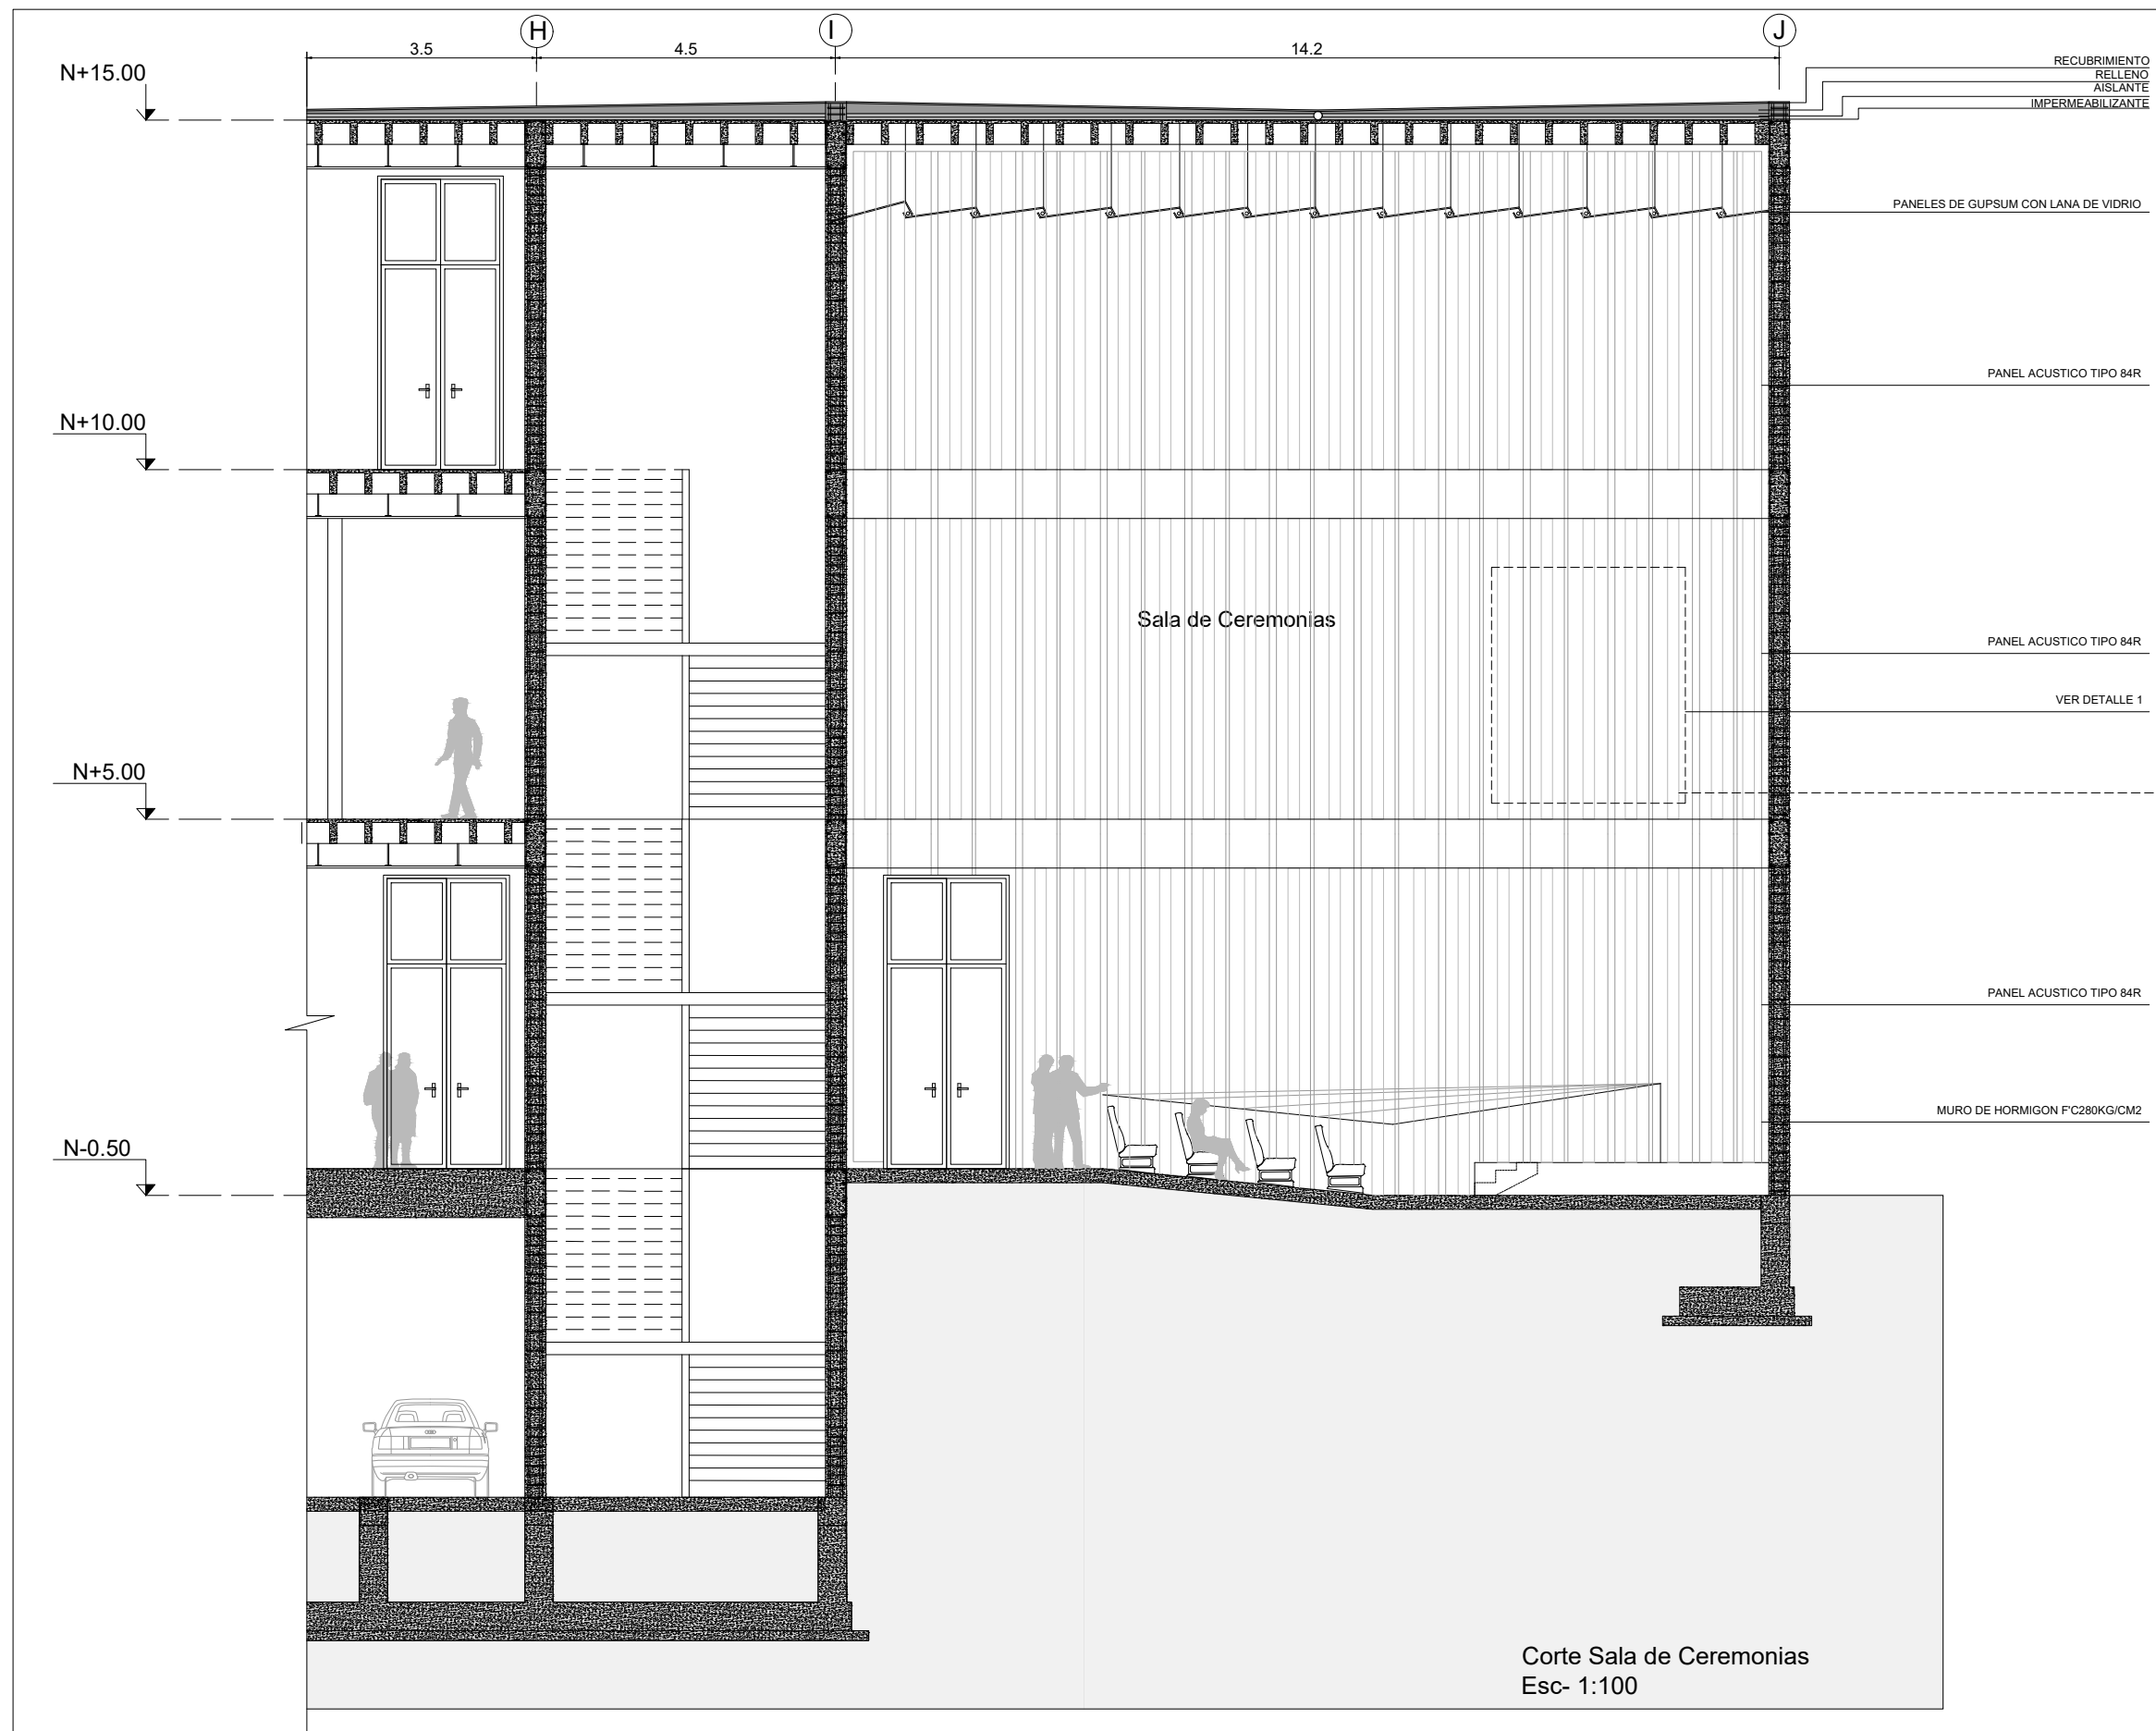 H
I
J
3.5
4.5
14.2
N+15.00
RECUBRIMIENTO
RELLENO
AISLANTE
IMPERMEABILIZANTE
PANELES DE GUPSUM CON LANA DE VIDRIO
PANEL ACUSTICO TIPO 84R
N+10.00
Sala de Ceremonias
PANEL ACUSTICO TIPO 84R
VER DETALLE 1
N+5.00
PANEL ACUSTICO TIPO 84R
MURO DE HORMIGON F'C280KG/CM2
N-0.50
Corte Sala de Ceremonias
Esc- 1:100